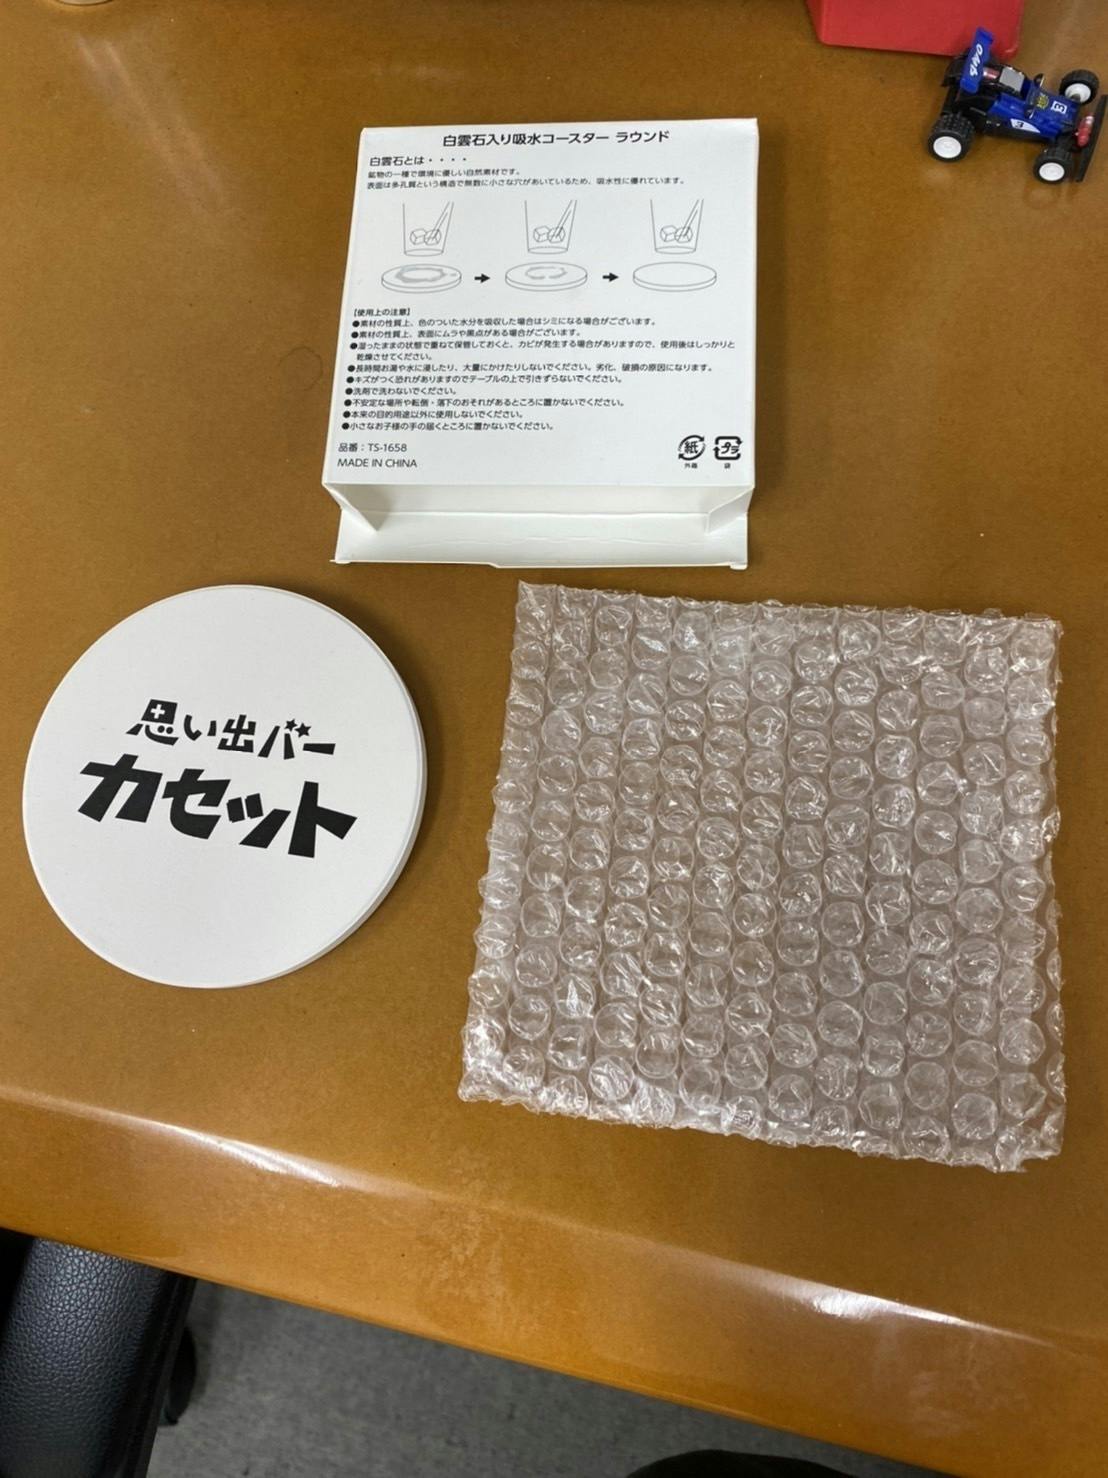 白雲石入り吸水コースター ラウンド
白雲石とは・・・・
鉱物の一種で環境に優しい自然素材です。
表面は多孔質という構造で無数に小さな穴があいているため、吸水性に優れています。
【使用上の注意】
●素材の性質上、色のついた水分を吸収した場合はシミになる場合がございます。
●素材の性質上、表面にムラや黒点がある場合がございます。
●湿ったままの状態で重ねて保管しておくと、カビが発生する場合がありますので、使用後はしっかりと
乾燥させてください。
●長時間お湯や水に浸したり、大量にかけたりしないでください。劣化、破損の原因になります。
●キズがつく恐れがありますのでテーブルの上で引きずらないでください。
●洗剤で洗わないでください。
●不安定な場所や転倒・落下のおそれがあるところに置かないでください。
●本来の目的用途以外に使用しないでください。
●小さなお子様の手の届くところに置かないでください。
品番：TS-1658
MADE IN CHINA
紙
外箱
プラ
袋
思い出バー
カセット